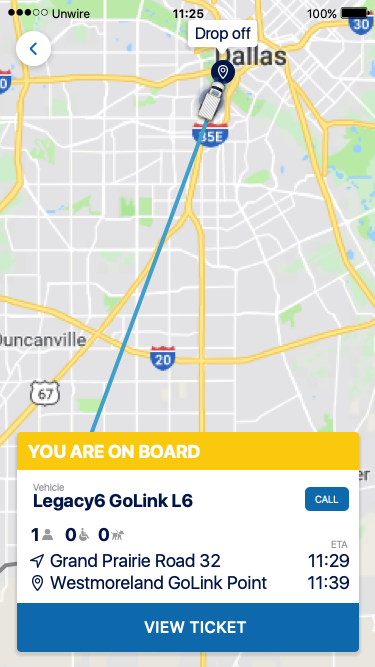 Unwire 11:25 100%
Drop off
30
Dallas
0
35E
Duncanville
20
67
YOU ARE ON BOARD
Vehicle
Legacy6 GoLink L6
CALL
er
1 0 0
ETA
Grand Prairie Road 32 11:29
Westmoreland GoLink Point 11:39
VIEW TICKET